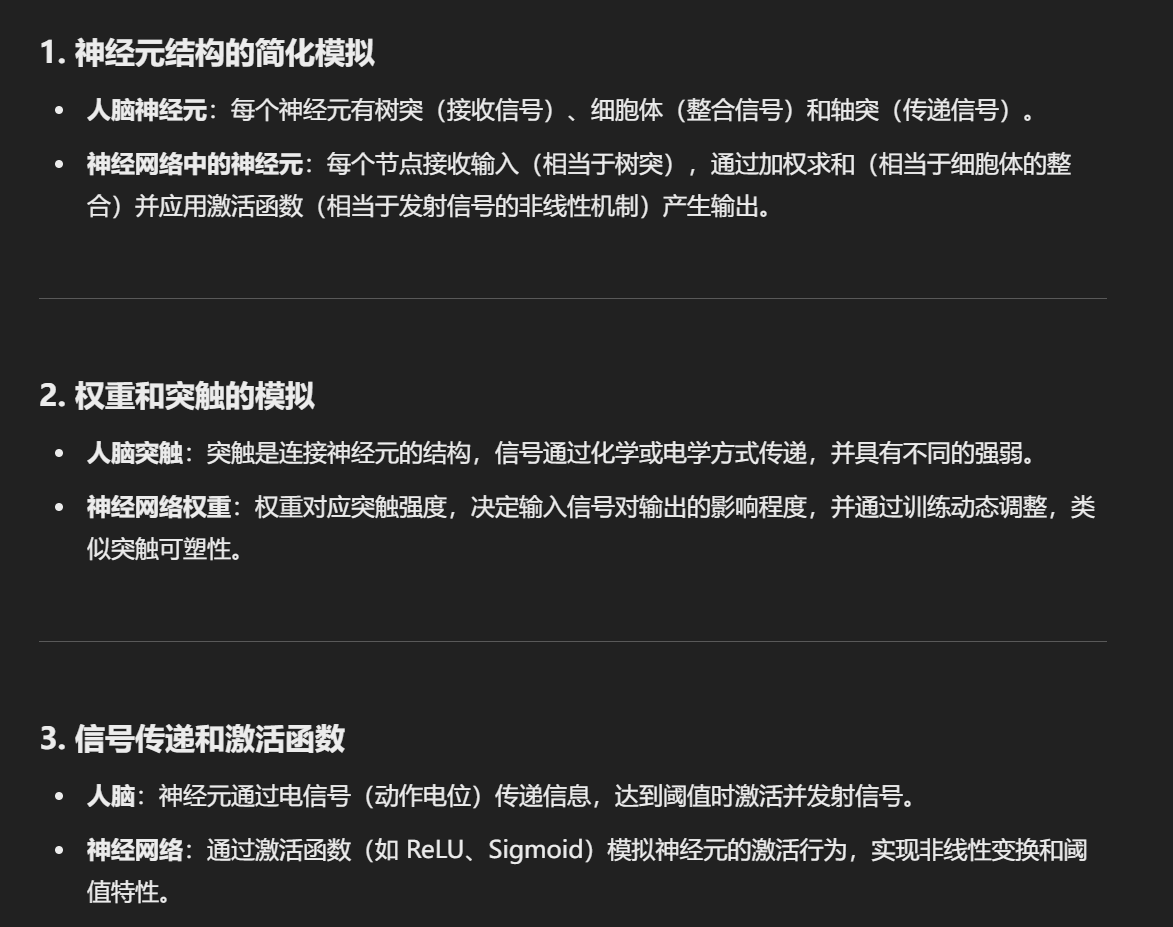 1. 神经元结构的简化模拟
• 人脑神经元：每个神经元有树突（接收信号）、细胞体（整合信号）和轴突（传递信号）。
• 神经网络中的神经元：每个节点接收输入（相当于树突），通过加权求和（相当于细胞体的整
合）并应用激活函数（相当于发射信号的非线性机制）产生输出。
2. 权重和突触的模拟
• 人脑突触：突触是连接神经元的结构，信号通过化学或电学方式传递，并具有不同的强弱。
• 神经网络权重：权重对应突触强度，决定输入信号对输出的影响程度，并通过训练动态调整，类
似突触可塑性。
3. 信号传递和激活函数
• 人脑：神经元通过电信号（动作电位）传递信息，达到阈值时激活并发射信号。
• 神经网络：通过激活函数（如 ReLU、Sigmoid）模拟神经元的激活行为，实现非线性变换和阈
值特性。